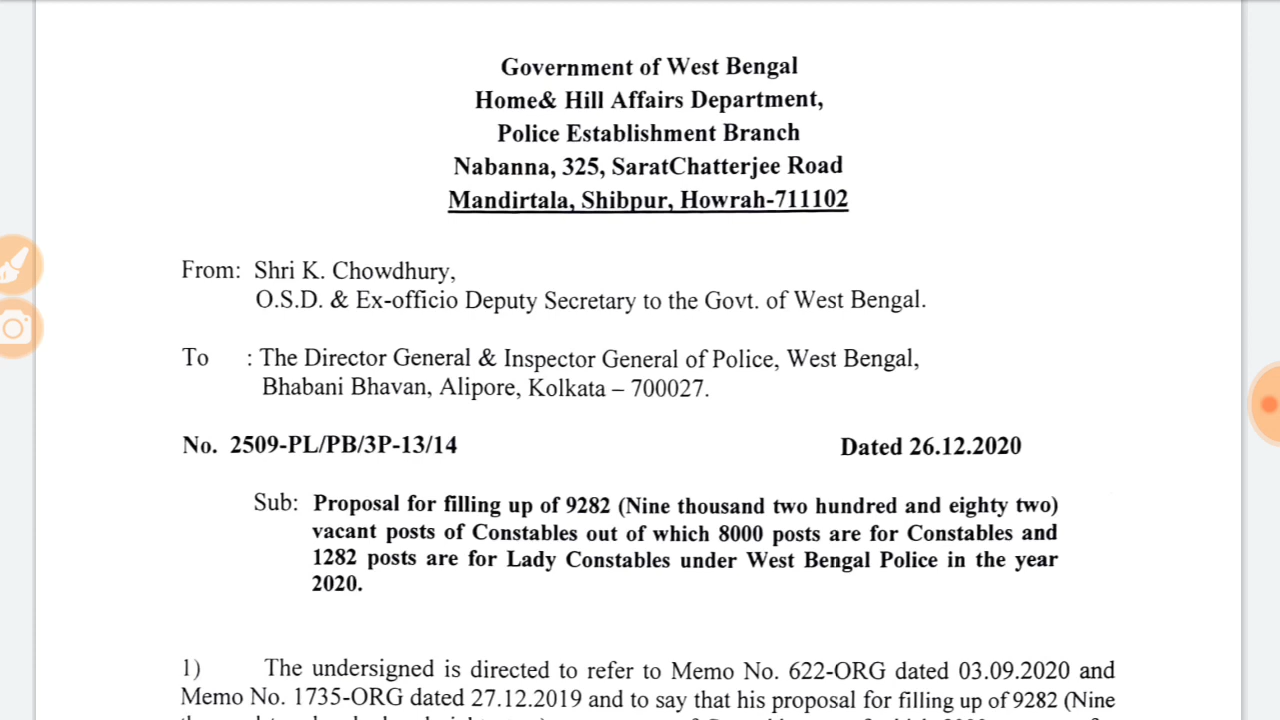 Government of West Bengal
Home& Hill Affairs Department,
Police Establishment Branch
Nabanna, 325, SaratChatterjee Road
Mandirtala, Shibpur, Howrah-711102
From: Shri K. Chowdhury,
O.S.D. & Ex-officio Deputy Secretary to the Govt. of West Bengal.
To : The Director General & Inspector General of Police, West Bengal,
Bhabani Bhavan, Alipore, Kolkata – 700027.
No. 2509-PL/PB/3P-13/14 Dated 26.12.2020
Sub: Proposal for filling up of 9282 (Nine thousand two hundred and eighty two)
vacant posts of Constables out of which 8000 posts are for Constables and
1282 posts are for Lady Constables under West Bengal Police in the year
2020.
1) The undersigned is directed to refer to Memo No. 622-ORG dated 03.09.2020 and
Memo No. 1735-ORG dated 27.12.2019 and to say that his proposal for filling up of 9282 (Nine